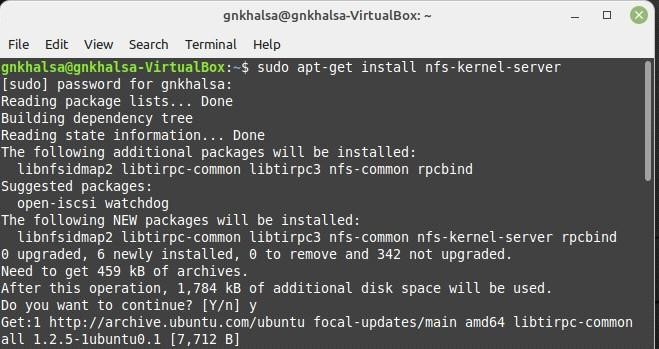 gnkhalsa@gnkhalsa-VirtualBox: ~
File Edit View Search Terminal Help
gnkhalsa@gnkhalsa-VirtualBox:~$ sudo apt-get install nfs-kernel-server
[sudo] password for gnkhalsa:
Reading package lists... Done
Building dependency tree
Reading state information... Done
The following additional packages will be installed:
  libnfsidmap2 libtirpc-common libtirpc3 nfs-common rpcbind
Suggested packages:
  open-iscsi watchdog
The following NEW packages will be installed:
  libnfsidmap2 libtirpc-common libtirpc3 nfs-common nfs-kernel-server rpcbind
0 upgraded, 6 newly installed, 0 to remove and 342 not upgraded.
Need to get 459 kB of archives.
After this operation, 1,784 kB of additional disk space will be used.
Do you want to continue? [Y/n] y
Get:1 http://archive.ubuntu.com/ubuntu focal-updates/main amd64 libtirpc-common
all 1.2.5-1ubuntu0.1 [7,712 B]